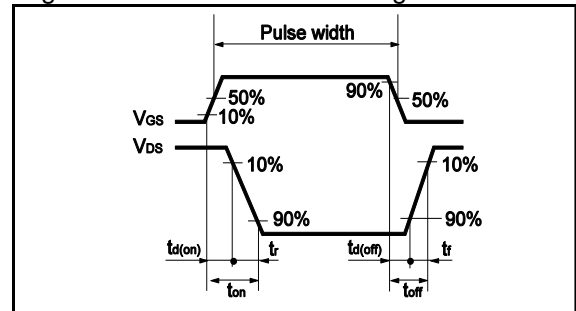 Pulse width
90%
50%
50%
10%
VGS
VDS
10%
10%
90%
90%
td(on)
tr
td(off)
tf
ton
toff